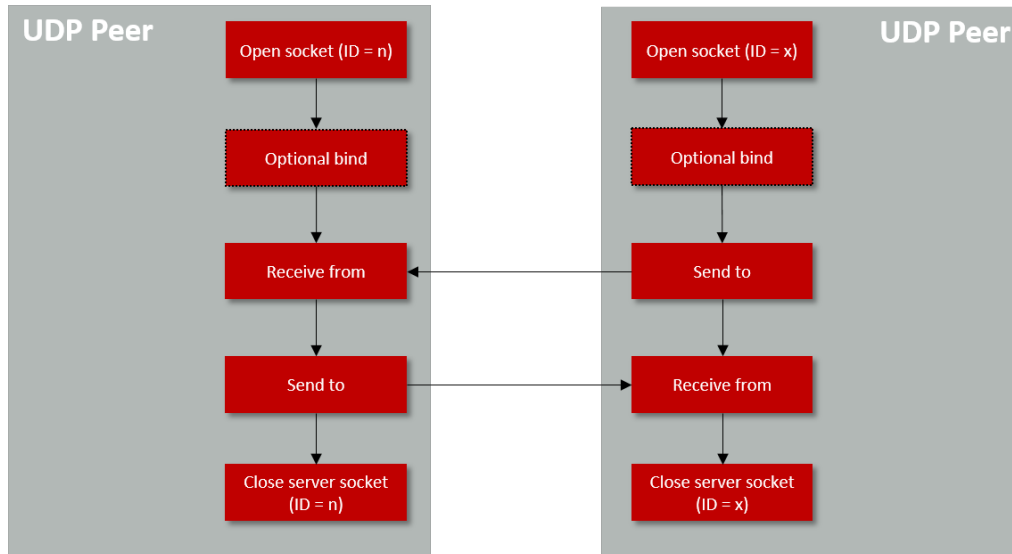 UDP Peer
Open socket (ID = n)
Optional bind
Receive from
Send to
Close server socket
(ID = n)
UDP Peer
Open socket (ID = x)
Optional bind
Send to
Receive from
Close server socket
(ID = x)